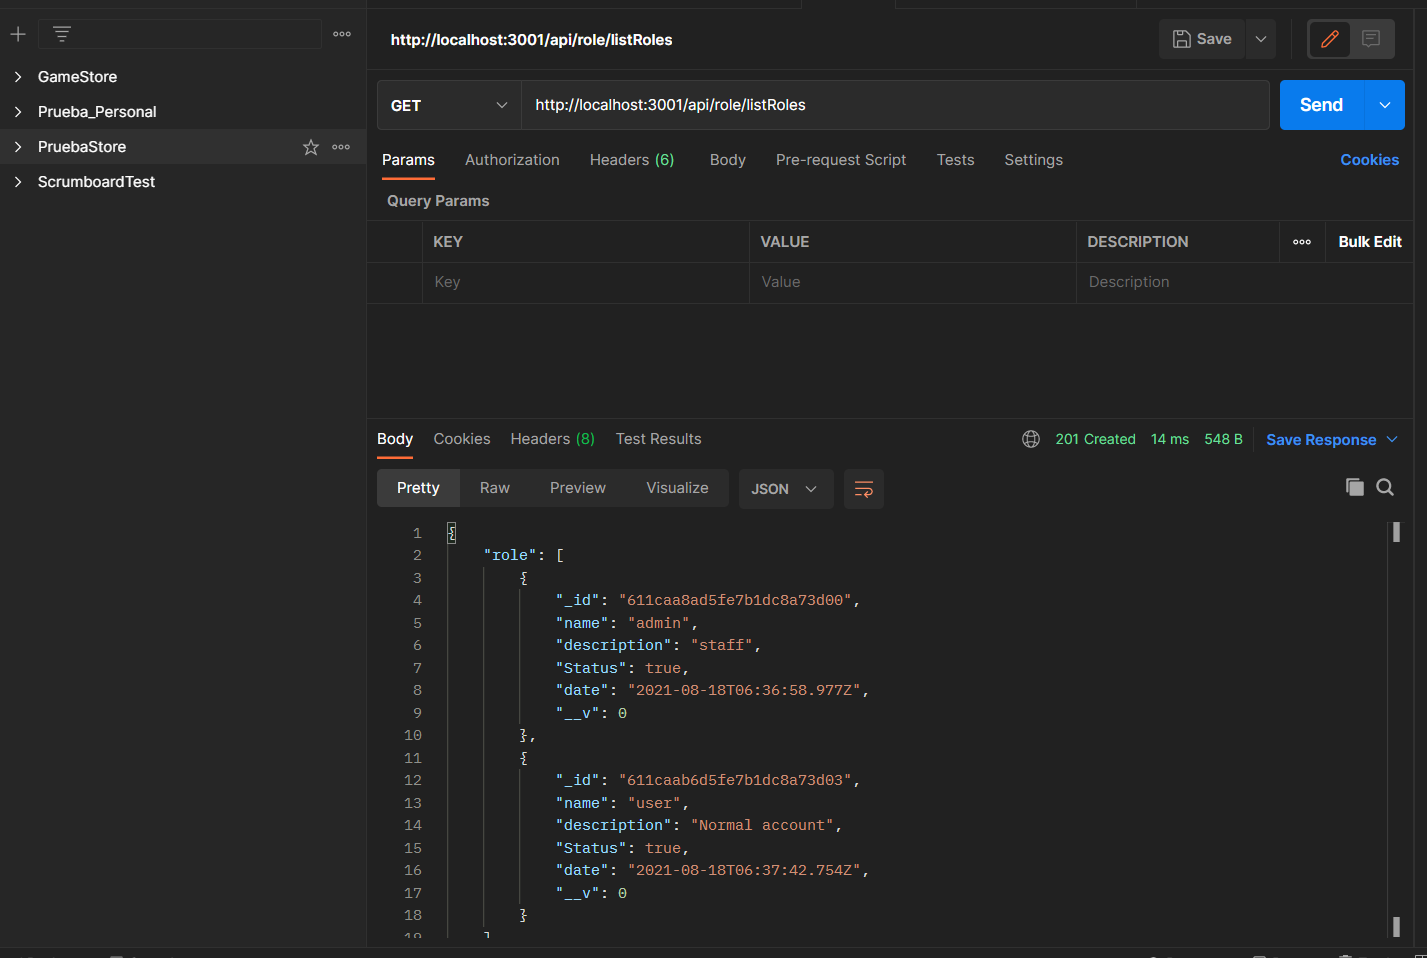 GameStore
Prueba_Personal
PruebaStore
ScrumboardTest
http://localhost:3001/api/role/listRoles
Save
GET
http://localhost:3001/api/role/listRoles
Send
Params Authorization Headers (6) Body Pre-request Script Tests Settings Cookies
Query Params
KEY VALUE DESCRIPTION Bulk Edit
Key Value Description
Body Cookies Headers (8) Test Results 201 Created 14 ms 548 B Save Response
Pretty Raw Preview Visualize JSON
1 {
2 "role": [
3 {
4 "_id": "611caa8ad5fe7b1dc8a73d00",
5 "name": "admin",
6 "description": "staff",
7 "Status": true,
8 "date": "2021-08-18T06:36:58.977Z",
9 "__v": 0
10 },
11 {
12 "_id": "611caab6d5fe7b1dc8a73d03",
13 "name": "user",
14 "description": "Normal account",
15 "Status": true,
16 "date": "2021-08-18T06:37:42.754Z",
17 "__v": 0
18 }
19 ]